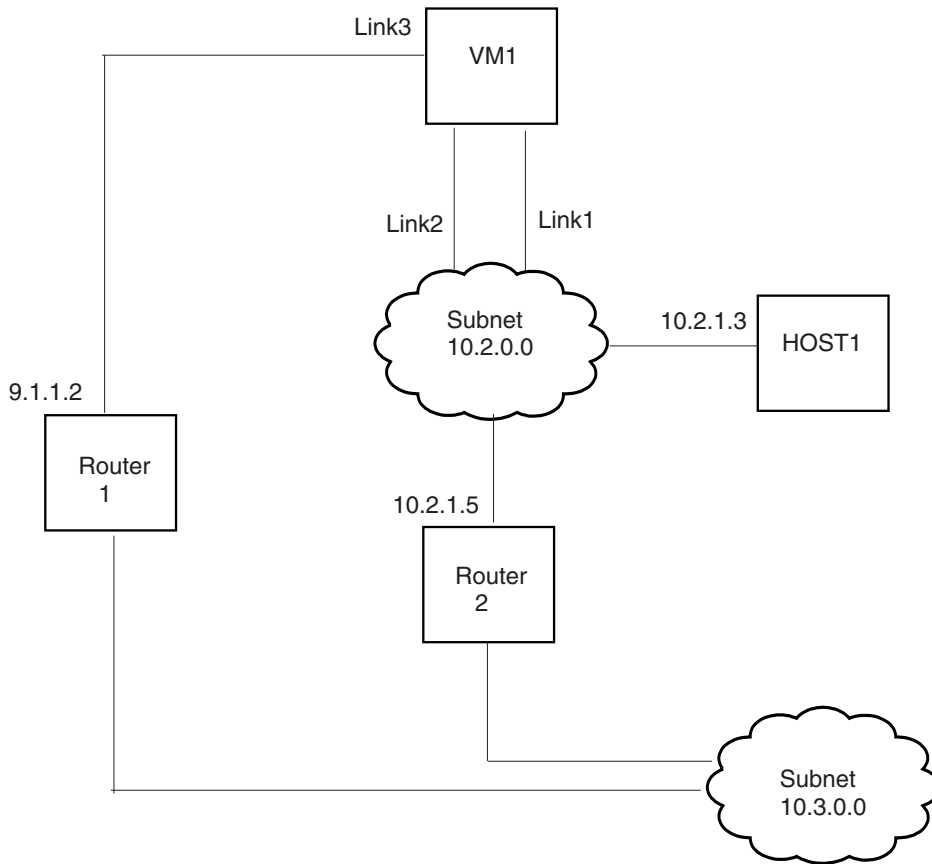 Link3
VM1
Link2
Link1
Subnet
10.2.0.0
10.2.1.3
HOST1
9.1.1.2
Router
1
10.2.1.5
Router
2
Subnet
10.3.0.0